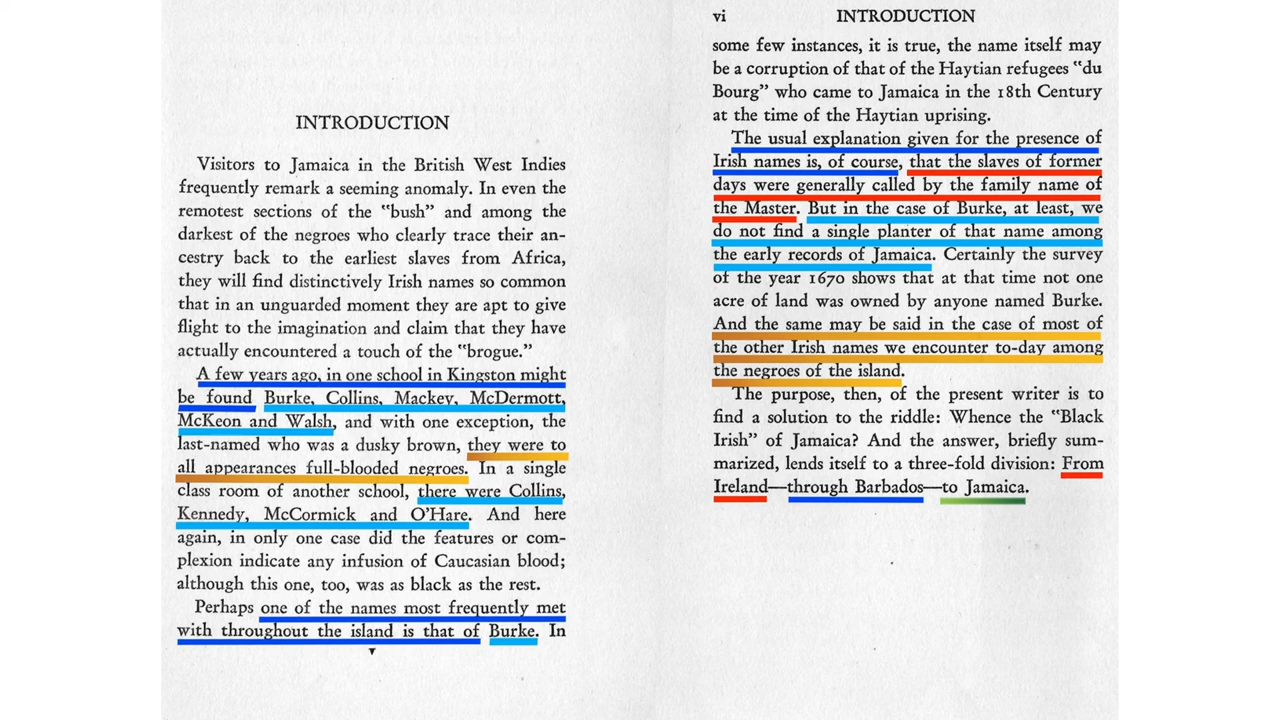 INTRODUCTION
Visitors to Jamaica in the British West Indies
frequently remark a seeming anomaly. In even the
remotest sections of the "bush" and among the
darkest of the negroes who clearly trace their an-
cestry back to the earliest slaves from Africa,
they will find distinctively Irish names so common
that in an unguarded moment they are apt to give
flight to the imagination and claim that they have
actually encountered a touch of the "brogue."
A few years ago, in one school in Kingston might
be found Burke, Collins, Mackey, McDermott,
McKeon and Walsh, and with one exception, the
last-named who was a dusky brown, they were to
all appearances full-blooded negroes. In a single
class room of another school, there were Collins,
Kennedy, McCormick and O'Hare. And here
again, in only one case did the features or com-
plexion indicate any infusion of Caucasian blood;
although this one, too, was as black as the rest.
Perhaps one of the names most frequently met
with throughout the island is that of Burke. In
v
vi INTRODUCTION
some few instances, it is true, the name itself may
be a corruption of that of the Haytian refugees "du
Bourg" who came to Jamaica in the 18th Century
at the time of the Haytian uprising.
The usual explanation given for the presence of
Irish names is, of course, that the slaves of former
days were generally called by the family name of
the Master. But in the case of Burke, at least, we
do not find a single planter of that name among
the early records of Jamaica. Certainly the survey
of the year 1670 shows that at that time not one
acre of land was owned by anyone named Burke.
And the same may be said in the case of most of
the other Irish names we encounter to-day among
the negroes of the island.
The purpose, then, of the present writer is to
find a solution to the riddle: Whence the "Black
Irish" of Jamaica? And the answer, briefly sum-
marized, lends itself to a three-fold division: From
Ireland—through Barbados—to Jamaica.